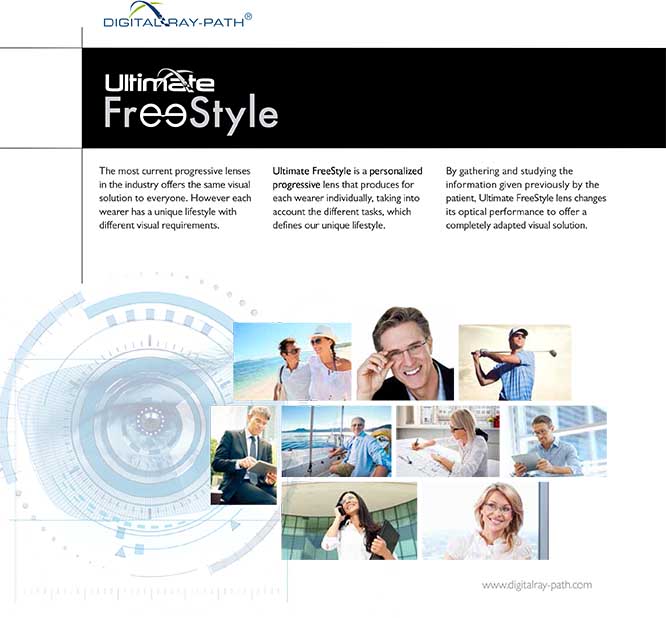 DIGITAL RAY-PATH®
Ultimate
FreeStyle
The most current progressive lenses
in the industry offers the same visual
solution to everyone. However each
wearer has a unique lifestyle with
different visual requirements.
Ultimate FreeStyle is a personalized
progressive lens that produces for
each wearer individually, taking into
account the different tasks, which
defines our unique lifestyle.
By gathering and studying the
information given previously by the
patient, Ultimate FreeStyle lens changes
its optical performance to offer a
completely adapted visual solution.
www.digitalray-path.com